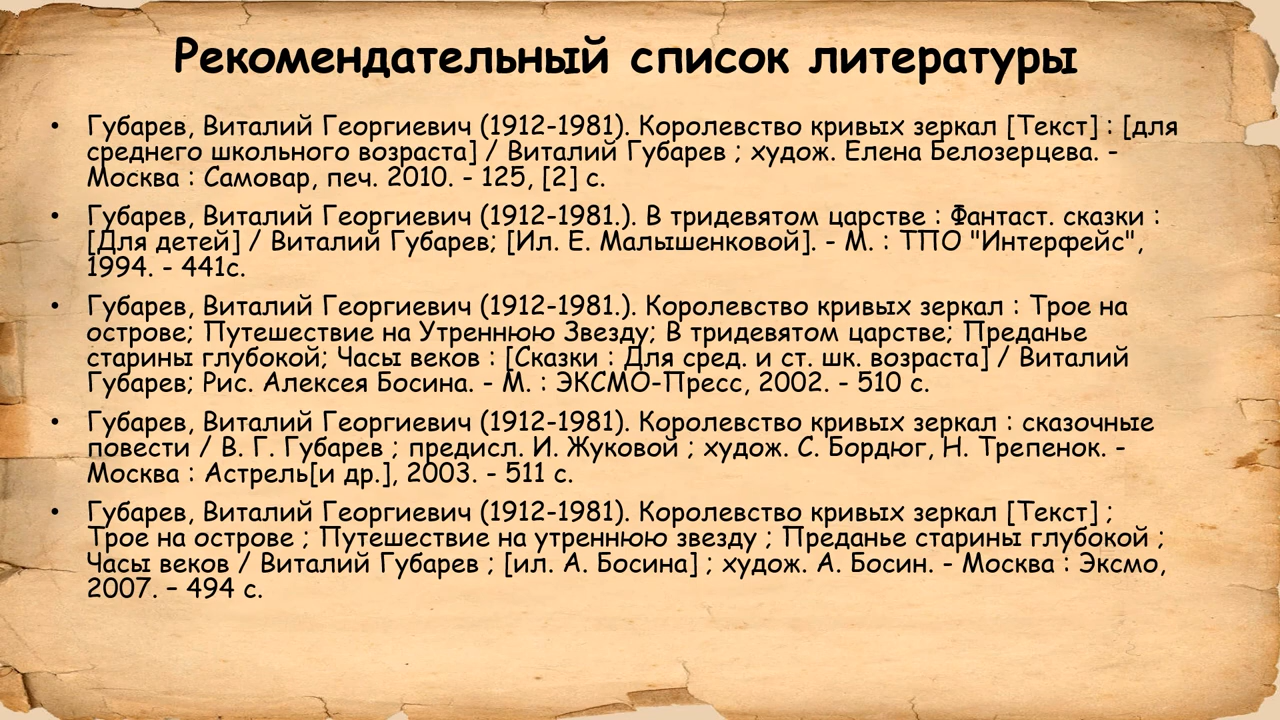 Рекомендательный список литературы
• Губарев, Виталий Георгиевич (1912-1981). Королевство кривых зеркал [Текст] : [для
среднего школьного возраста] / Виталий Губарев ; худож. Елена Белозерцева. -
Москва : Самовар, печ. 2010. - 125, [2] с.
• Губарев, Виталий Георгиевич (1912-1981.). В тридевятом царстве : Фантаст. сказки :
[Для детей] / Виталий Губарев; [Ил. Е. Малышенковой]. - М. : ТПО "Интерфейс",
1994. - 441с.
• Губарев, Виталий Георгиевич (1912-1981.). Королевство кривых зеркал : Трое на
острове; Путешествие на Утреннюю Звезду; В тридевятом царстве; Преданье
старины глубокой; Часы веков : [Сказки : Для сред. и ст. шк. возраста] / Виталий
Губарев; Рис. Алексея Босина. - М. : ЭКСМО-Пресс, 2002. - 510 с.
• Губарев, Виталий Георгиевич (1912-1981). Королевство кривых зеркал : сказочные
повести / В. Г. Губарев ; предисл. И. Жуковой ; худож. С. Бордюг, Н. Трепенок. -
Москва : Астрель[и др.], 2003. - 511 с.
• Губарев, Виталий Георгиевич (1912-1981). Королевство кривых зеркал [Текст] ;
Трое на острове ; Путешествие на утреннюю звезду ; Преданье старины глубокой ;
Часы веков / Виталий Губарев ; [ил. А. Босина] ; худож. А. Босин. - Москва : Эксмо,
2007. – 494 с.